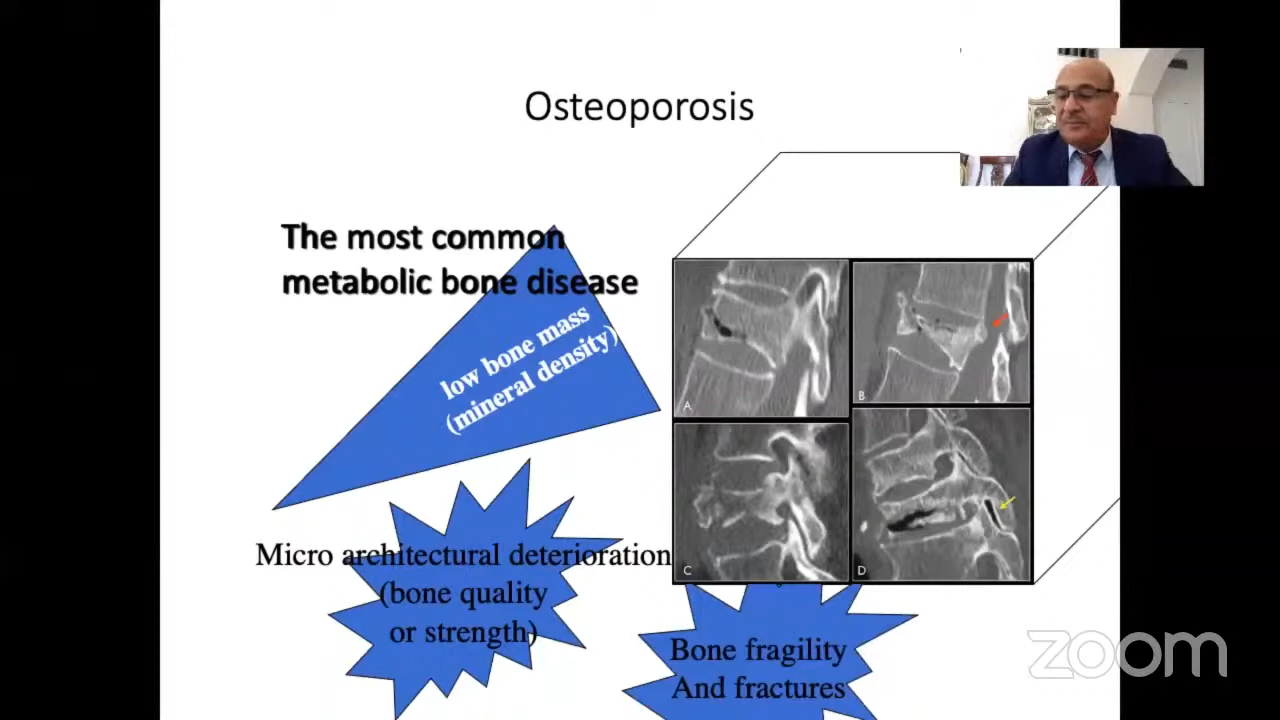 Osteoporosis
The most common
metabolic bone disease
low bone mass
(mineral density)
A
B
C
D
Micro architectural deterioration
(bone quality
or strength)
Bone fragility
And fractures
zoom